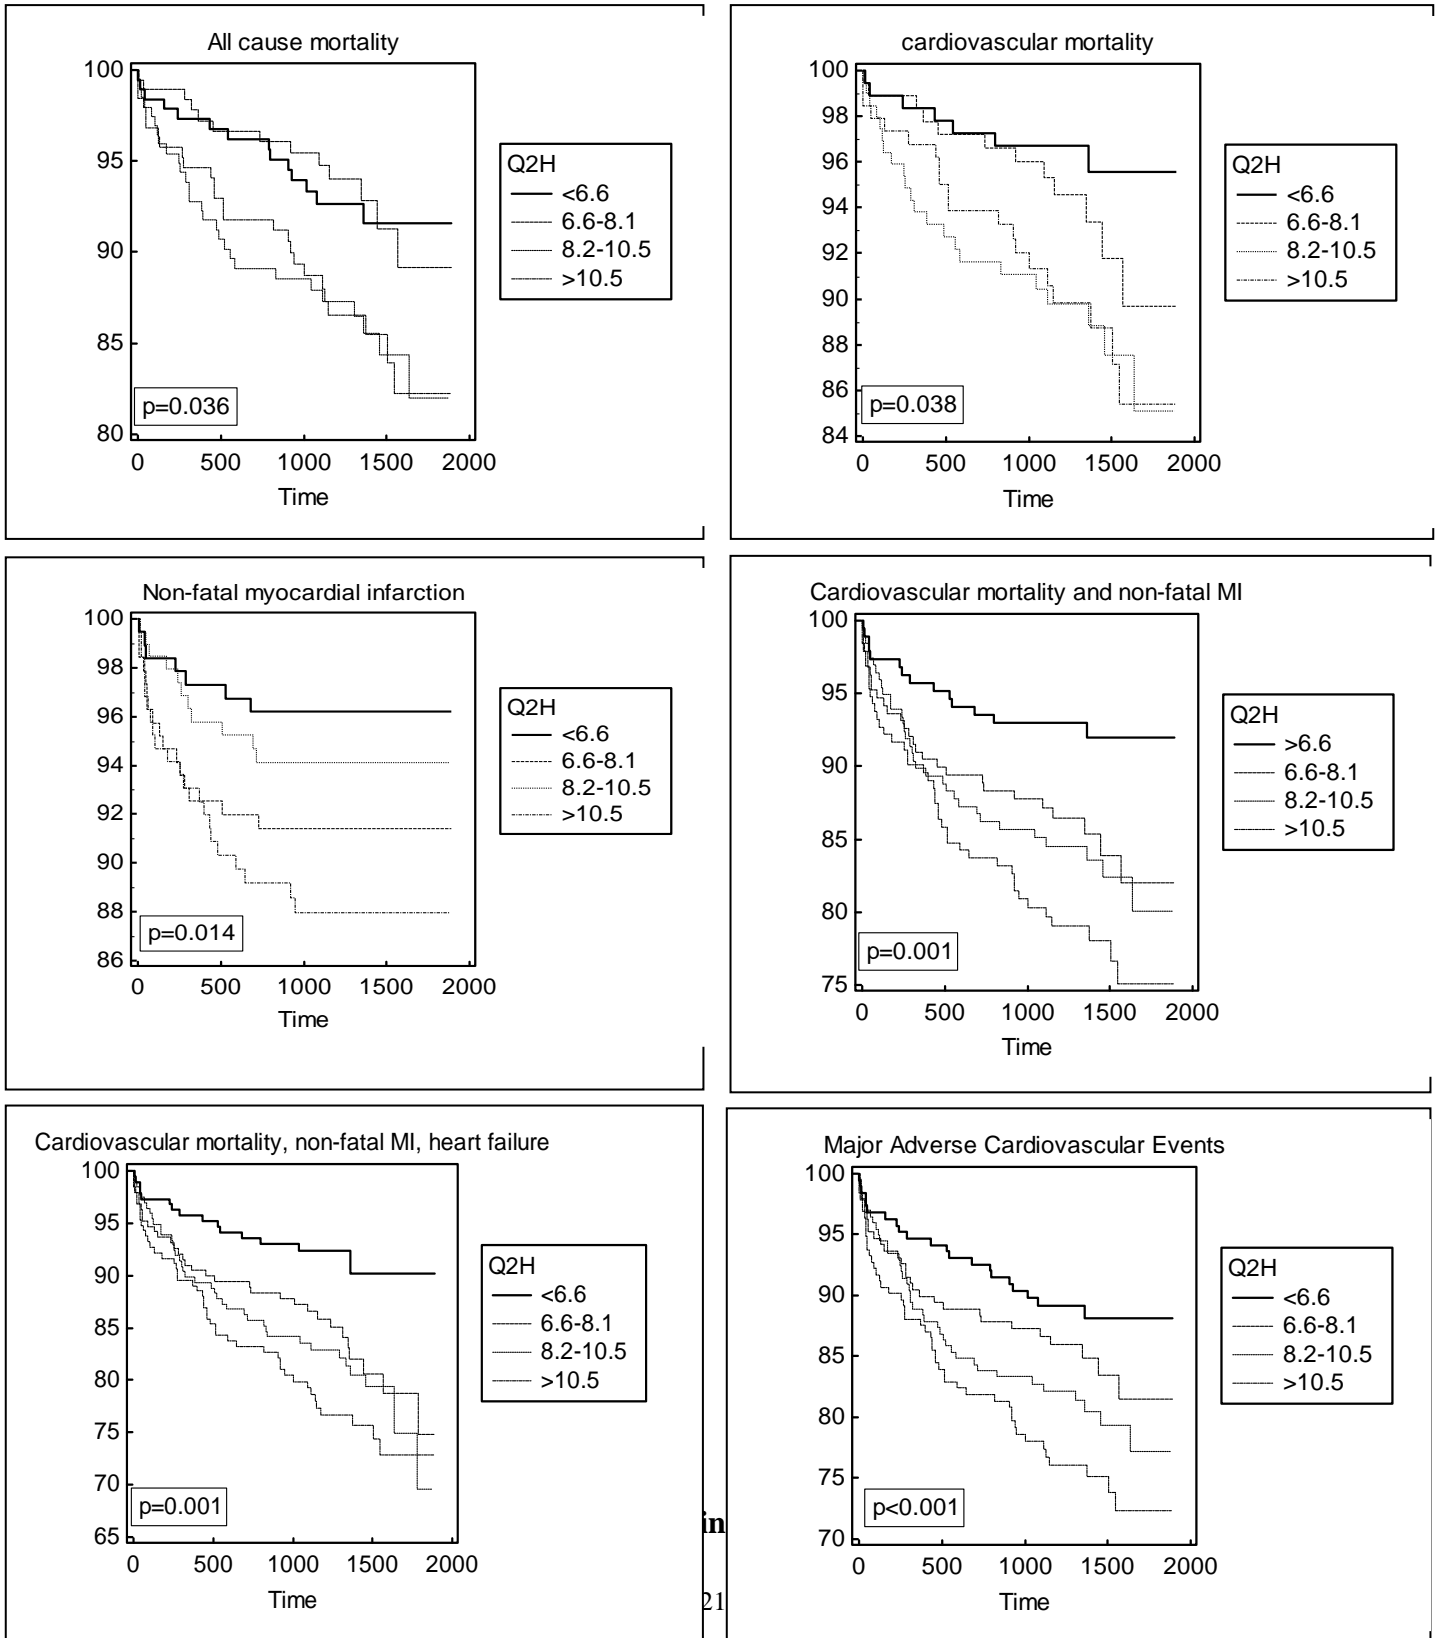 All cause mortality
100
95
90
85
80
p=0.036
0 500 1000 1500 2000
Time
Q2H
<6.6
6.6-8.1
8.2-10.5
>10.5
cardiovascular mortality
100
98
96
94
92
90
88
86
84
p=0.038
0 500 1000 1500 2000
Time
Q2H
<6.6
6.6-8.1
8.2-10.5
>10.5
Non-fatal myocardial infarction
100
98
96
94
92
90
88
86
p=0.014
0 500 1000 1500 2000
Time
Q2H
<6.6
6.6-8.1
8.2-10.5
>10.5
Cardiovascular mortality and non-fatal MI
100
95
90
85
80
75
p=0.001
0 500 1000 1500 2000
Time
Q2H
>6.6
6.6-8.1
8.2-10.5
>10.5
Cardiovascular mortality, non-fatal MI, heart failure
100
95
90
85
80
75
70
65
p=0.001
0 500 1000 1500 2000
Time
Q2H
<6.6
6.6-8.1
8.2-10.5
>10.5
in
21
Major Adverse Cardiovascular Events
100
95
90
85
80
75
70
p<0.001
0 500 1000 1500 2000
Time
Q2H
<6.6
6.6-8.1
8.2-10.5
>10.5